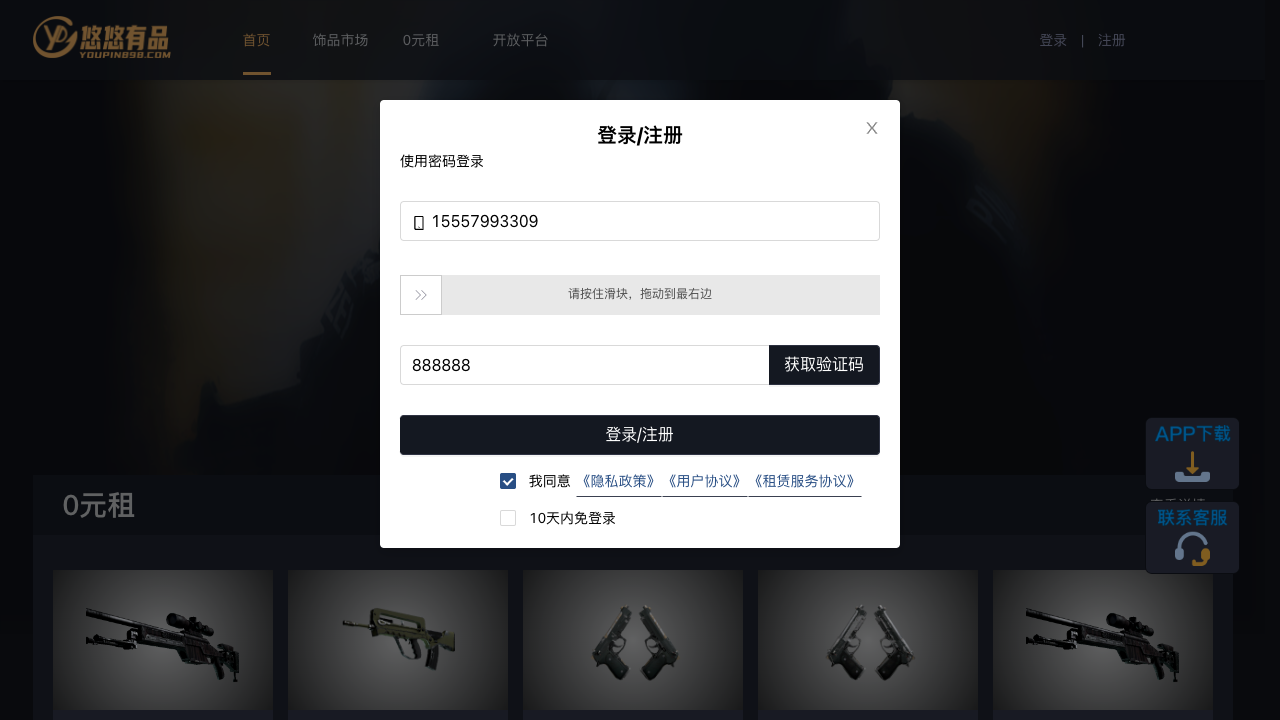 悠悠有品
YOUPIN898.COM
首页
饰品市场
0元租
开放平台
登录 | 注册
登录/注册
X
使用密码登录
15557993309
请按住滑块，拖动到最右边
888888
获取验证码
登录/注册
我同意 《隐私政策》 《用户协议》 《租赁服务协议》
10天内免登录
APP下载
0元租
联系客服